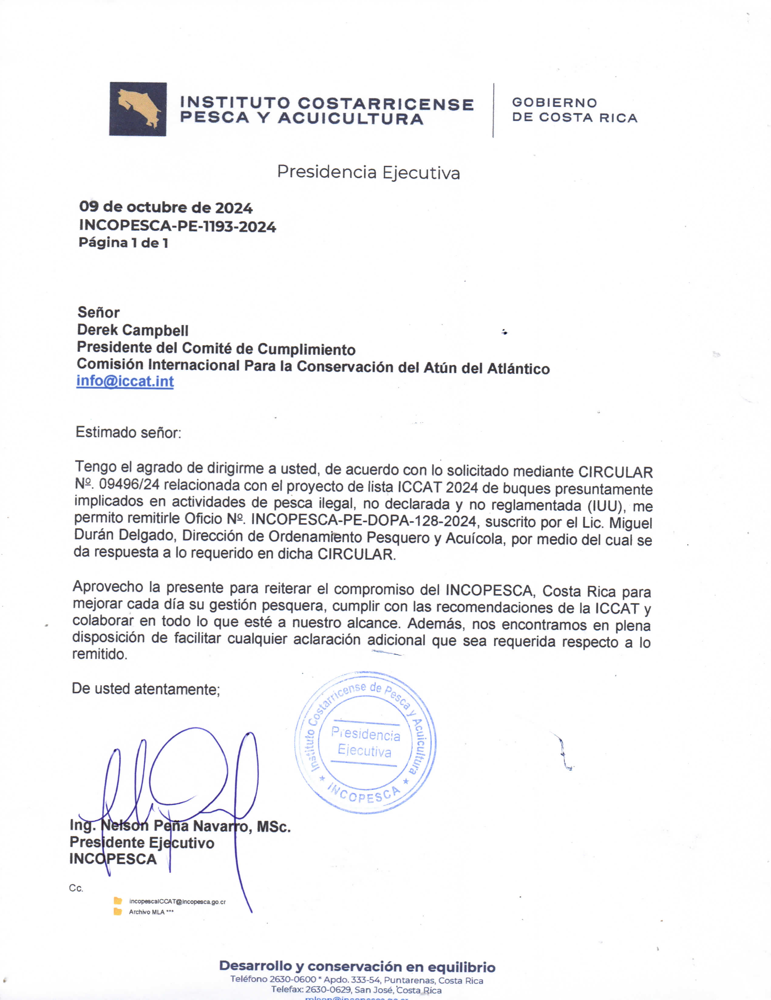 INSTITUTO COSTARRICENSE
PESCA Y ACUICULTURA
GOBIERNO
DE COSTA RICA
Presidencia Ejecutiva
09 de octubre de 2024
INCOPESCA-PE-1193-2024
Página 1 de 1
Señor
Derek Campbell
Presidente del Comité de Cumplimiento
Comisión Internacional Para la Conservación del Atún del Atlántico
info@iccat.int
Estimado señor:
Tengo el agrado de dirigirme a usted, de acuerdo con lo solicitado mediante CIRCULAR
Nº. 09496/24 relacionada con el proyecto de lista ICCAT 2024 de buques presuntamente
implicados en actividades de pesca ilegal, no declarada y no reglamentada (IUU), me
permito remitirle Oficio Nº. INCOPESCA-PE-DOPA-128-2024, suscrito por el Lic. Miguel
Durán Delgado, Dirección de Ordenamiento Pesquero y Acuícola, por medio del cual se
da respuesta a lo requerido en dicha CIRCULAR.
Aprovecho la presente para reiterar el compromiso del INCOPESCA, Costa Rica para
mejorar cada día su gestión pesquera, cumplir con las recomendaciones de la ICCAT y
colaborar en todo lo que esté a nuestro alcance. Además, nos encontramos en plena
disposición de facilitar cualquier aclaración adicional que sea requerida respecto a lo
remitido.
De usted atentamente;
Instituto Costarricense de Pesca y Acuicultura
Presidencia
Ejecutiva
INCOPESCA
Ing. Nelson Peña Navarro, MSc.
Presidente Ejecutivo
INCOPESCA
Cc.
incopescaICCAT@incopesca.go.cr
Archivo MLA ***
Desarrollo y conservación en equilibrio
Teléfono 2630-0600 * Apdo. 333-54, Puntarenas, Costa Rica
Telefax: 2630-0629, San José, Costa Rica